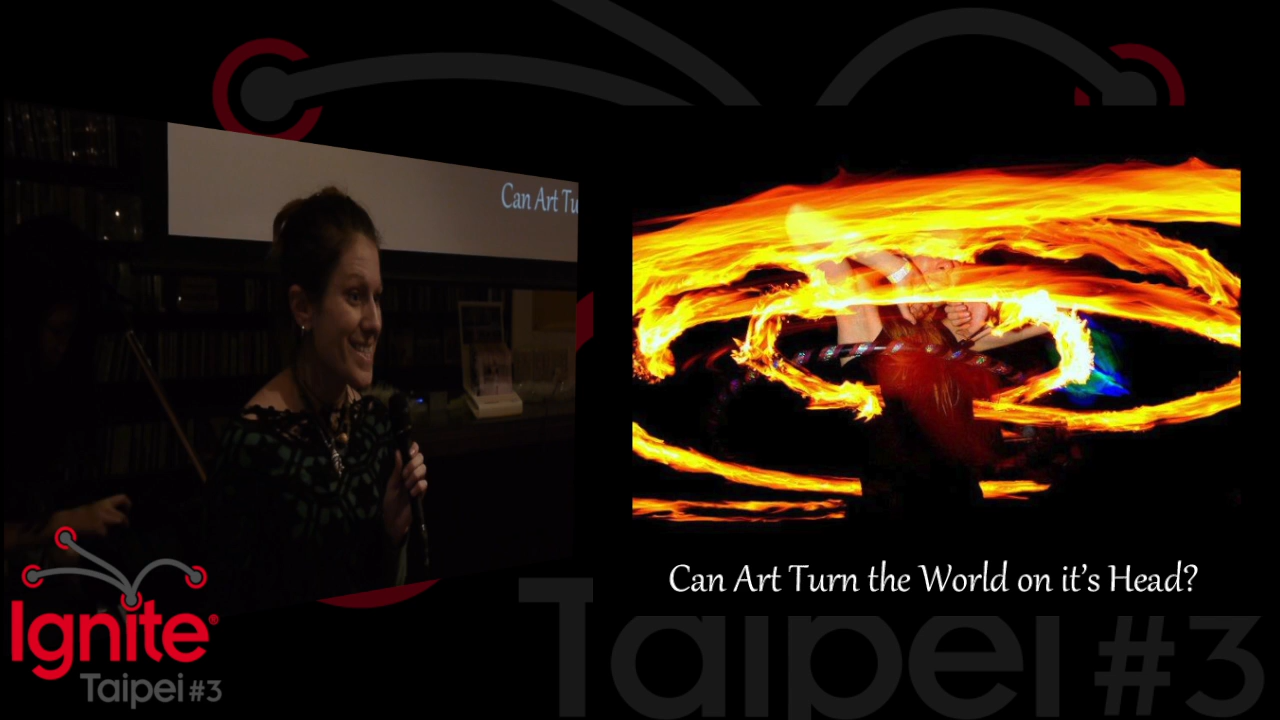 Can Art Tu
Can Art Turn the World on it's Head?
Ignite®
Taipei #3
Taipei #3